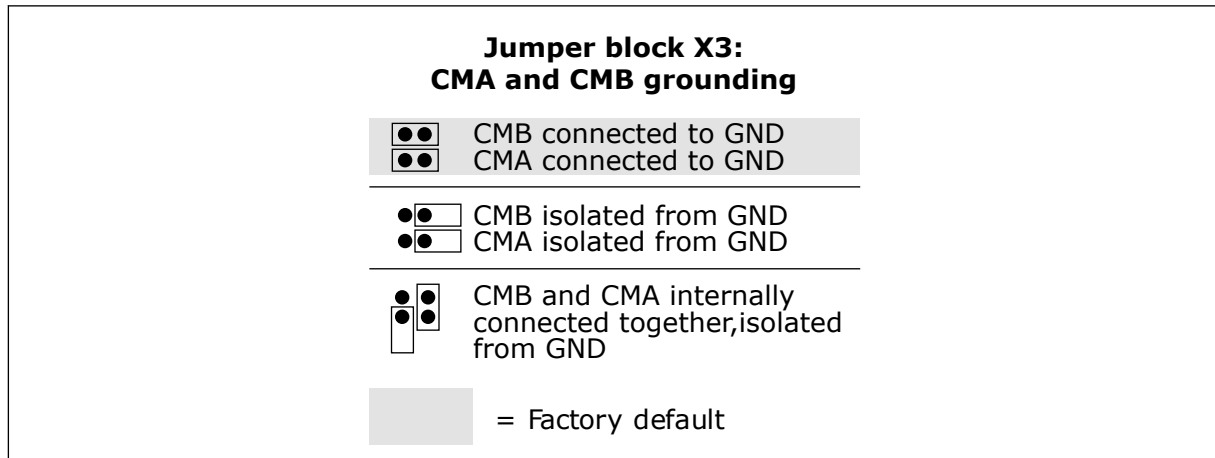 Jumper block X3:
CMA and CMB grounding
CMB connected to GND
CMA connected to GND
CMB isolated from GND
CMA isolated from GND
CMB and CMA internally
connected together,isolated
from GND
= Factory default